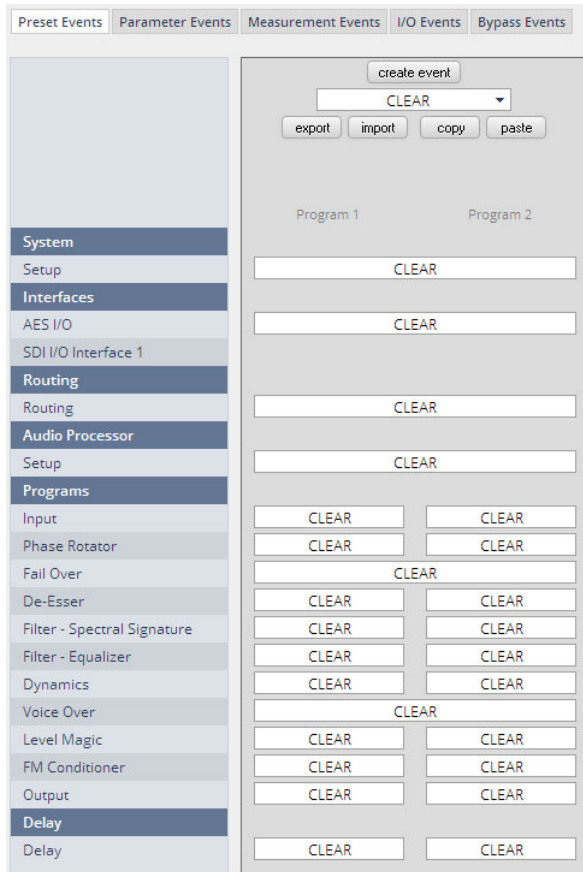 Preset Events Parameter Events Measurement Events I/O Events Bypass Events
create event
CLEAR
export import copy paste
Program 1 Program 2
System
Setup CLEAR
Interfaces
AES I/O CLEAR
SDI I/O Interface 1
Routing
Routing CLEAR
Audio Processor
Setup CLEAR
Programs
Input CLEAR CLEAR
Phase Rotator CLEAR CLEAR
Fail Over CLEAR
De-Esser CLEAR CLEAR
Filter - Spectral Signature CLEAR CLEAR
Filter - Equalizer CLEAR CLEAR
Dynamics CLEAR CLEAR
Voice Over CLEAR
Level Magic CLEAR CLEAR
FM Conditioner CLEAR CLEAR
Output CLEAR CLEAR
Delay
Delay CLEAR CLEAR